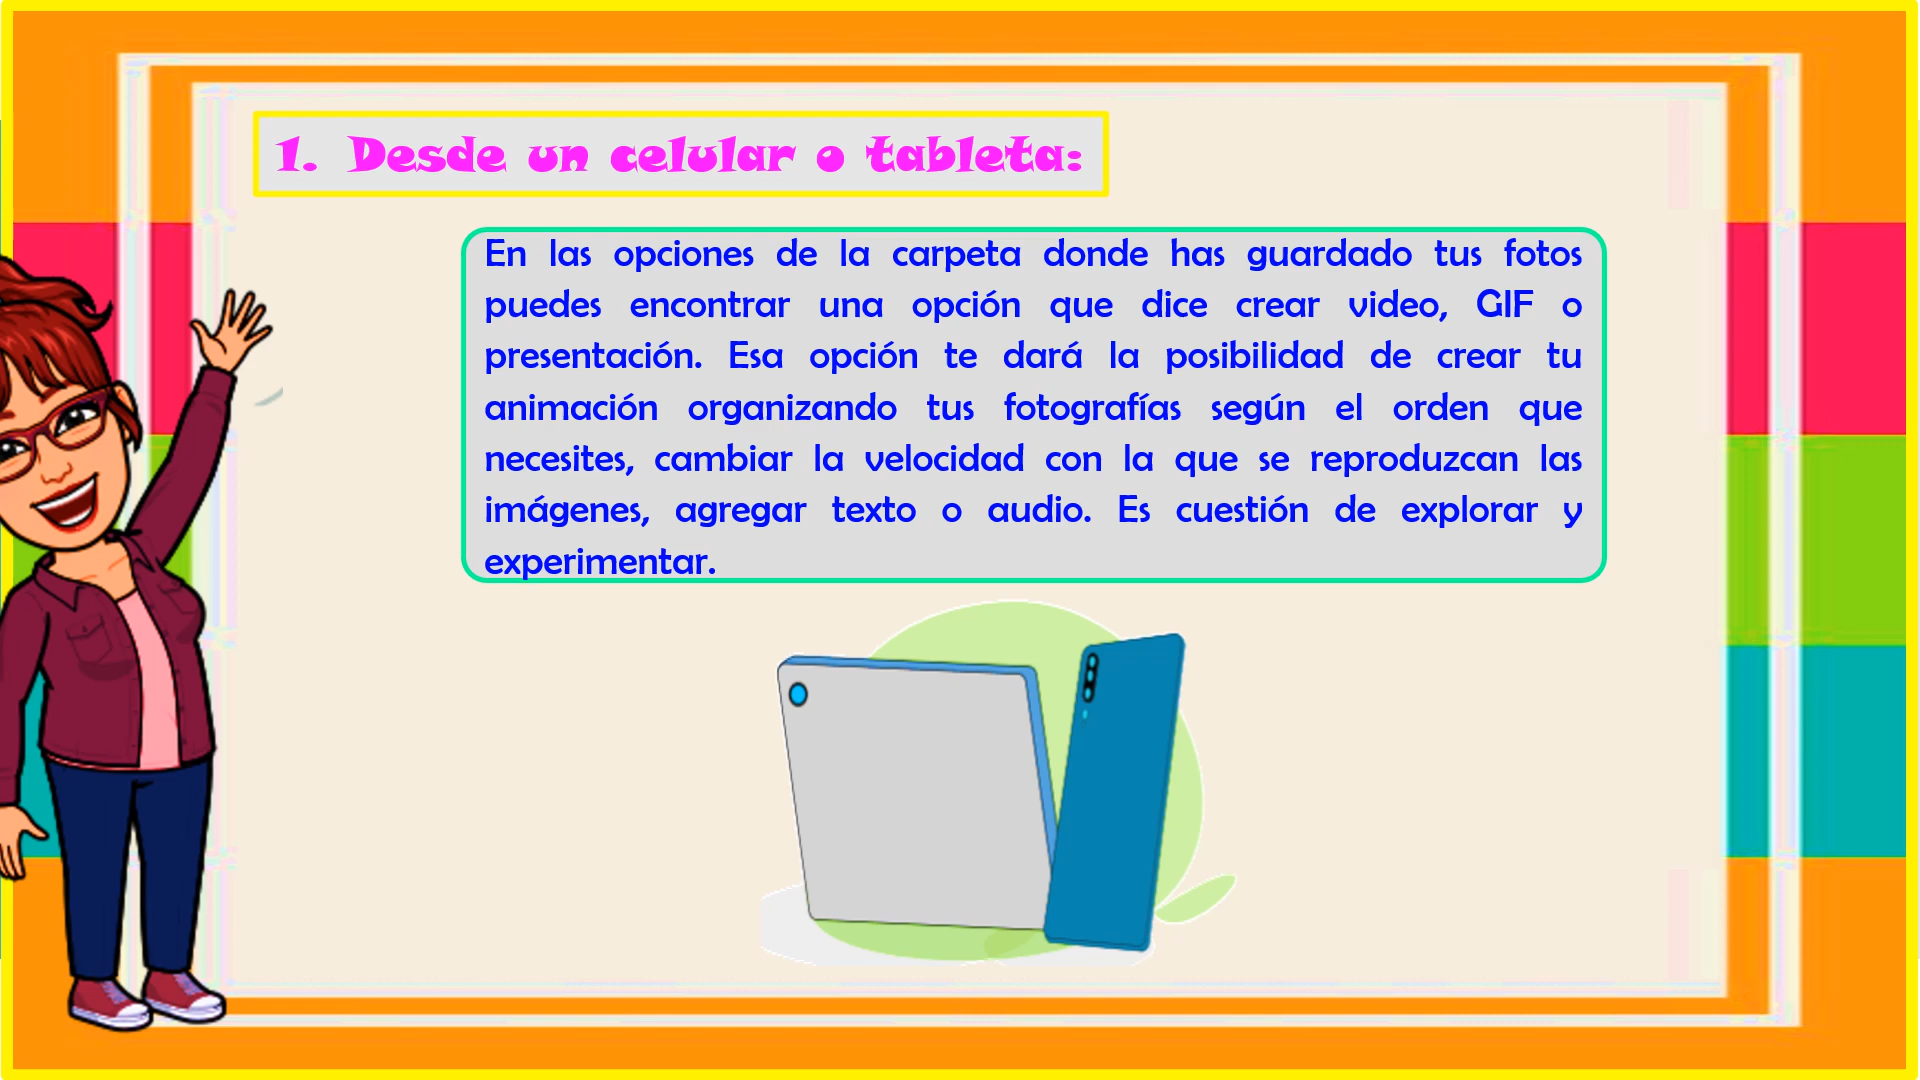 1. Desde un celular o tableta:
En las opciones de la carpeta donde has guardado tus fotos
puedes encontrar una opción que dice crear video, GIF o
presentación. Esa opción te dará la posibilidad de crear tu
animación organizando tus fotografías según el orden que
necesites, cambiar la velocidad con la que se reproduzcan las
imágenes, agregar texto o audio. Es cuestión de explorar y
experimentar.